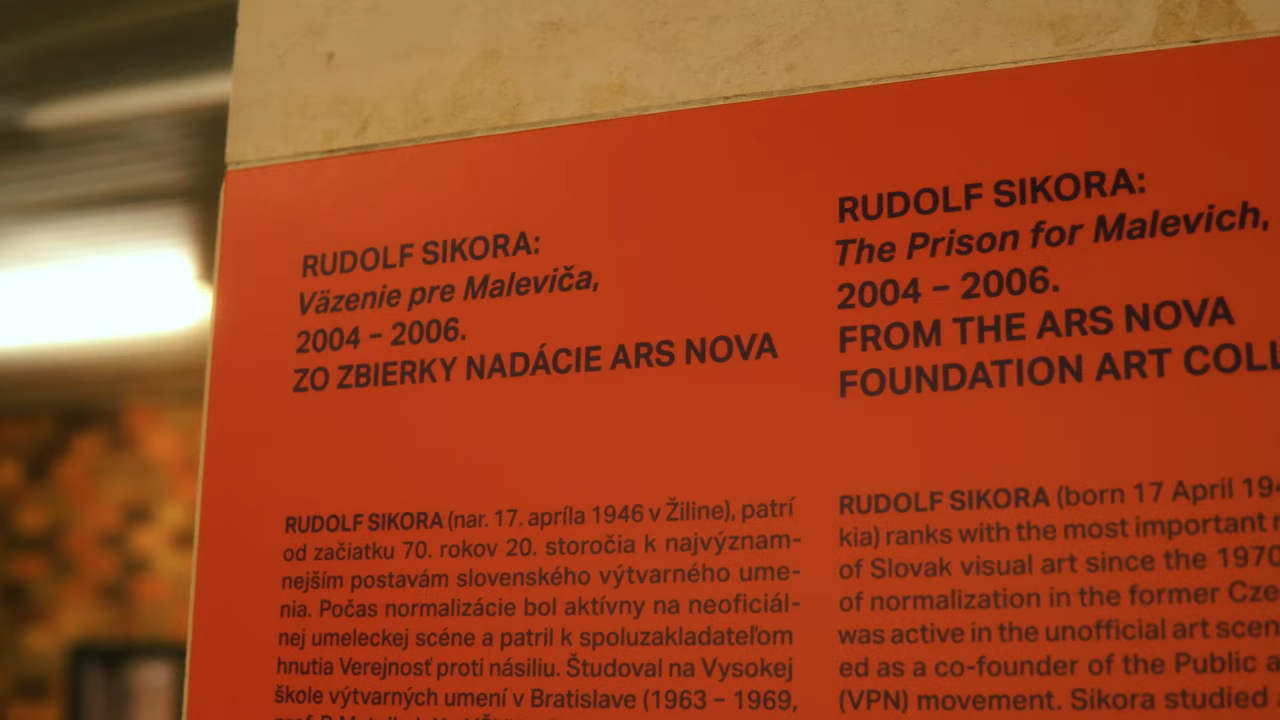 RUDOLF SIKORA:
Väzenie pre Maleviča,
2004 – 2006.
ZO ZBIERKY NADÁCIE ARS NOVA
RUDOLF SIKORA (nar. 17. apríla 1946 v Žiline), patrí
od začiatku 70. rokov 20. storočia k najvýznam-
nejším postavám slovenského výtvarného ume-
nia. Počas normalizácie bol aktívny na neoficiál-
nej umeleckej scéne a patril k spoluzakladateľom
hnutia Verejnosť proti násiliu. Študoval na Vysokej
škole výtvarných umení v Bratislave (1963 – 1969,
RUDOLF SIKORA:
The Prison for Malevich,
2004 – 2006.
FROM THE ARS NOVA
FOUNDATION ART COLL
RUDOLF SIKORA (born 17 April 194
kia) ranks with the most important
of Slovak visual art since the 1970
of normalization in the former Cze
was active in the unofficial art scen
ed as a co-founder of the Public a
(VPN) movement. Sikora studied